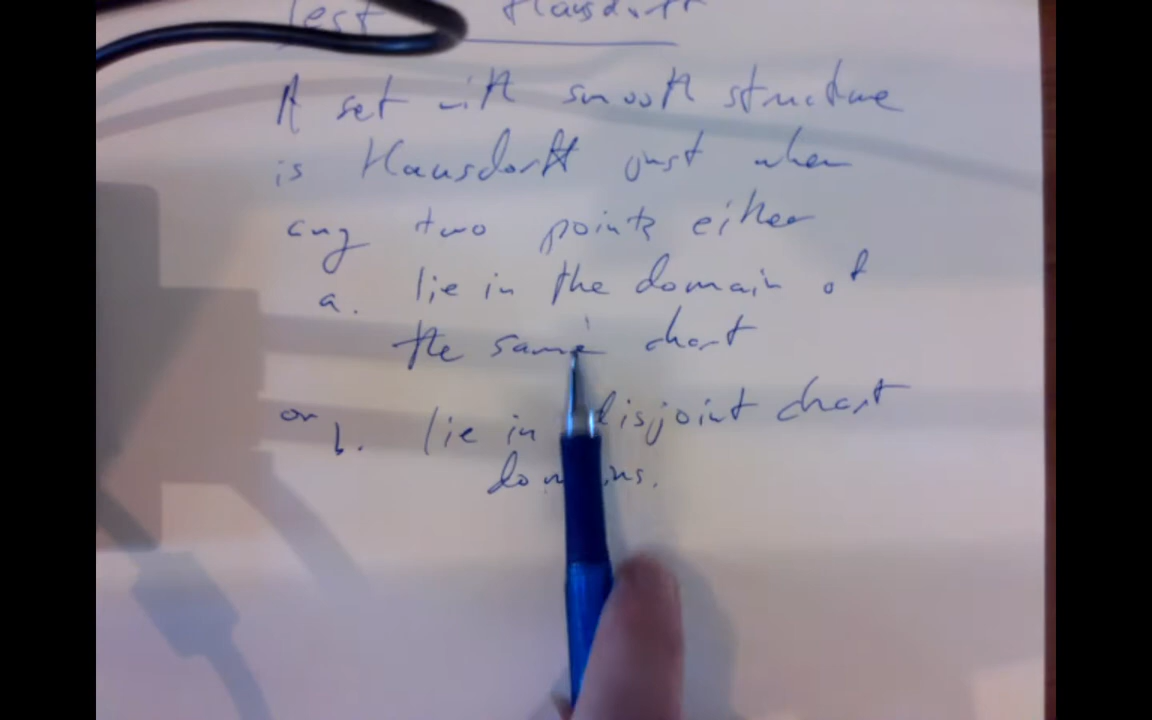 Test Hausdorff
A set with smooth structure
is Hausdorff just when
any two points either
a. lie in the domain of
the same chart
or b. lie in disjoint chart
domains.